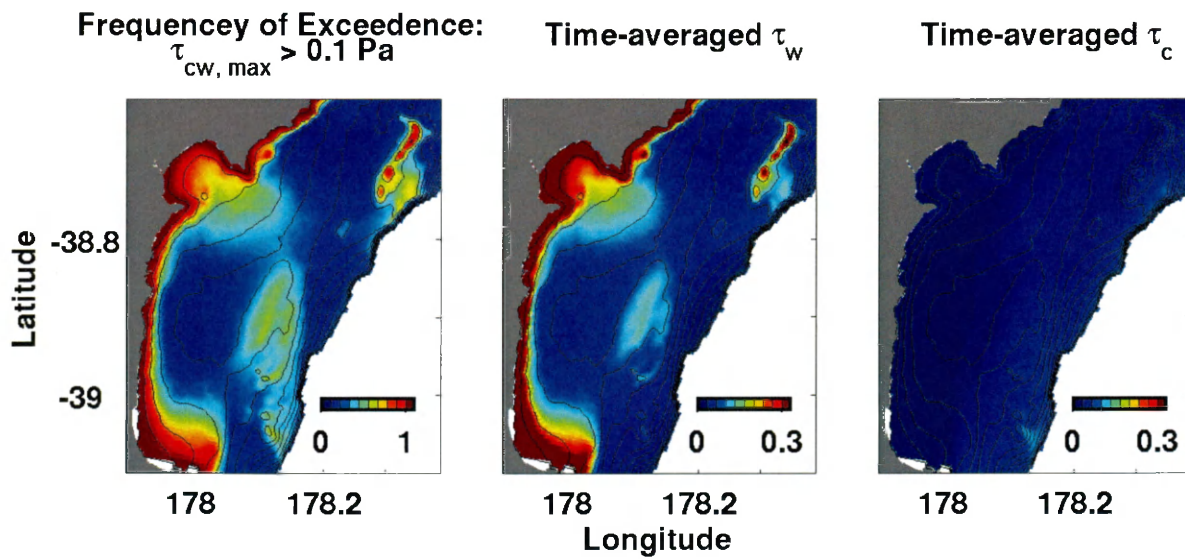 Frequencey of Exceedence:
τcw, max > 0.1 Pa
Time-averaged τw
Time-averaged τc
Latitude
-38.8
-39
0 1
0 0.3
0 0.3
178 178.2
178 178.2
178 178.2
Longitude